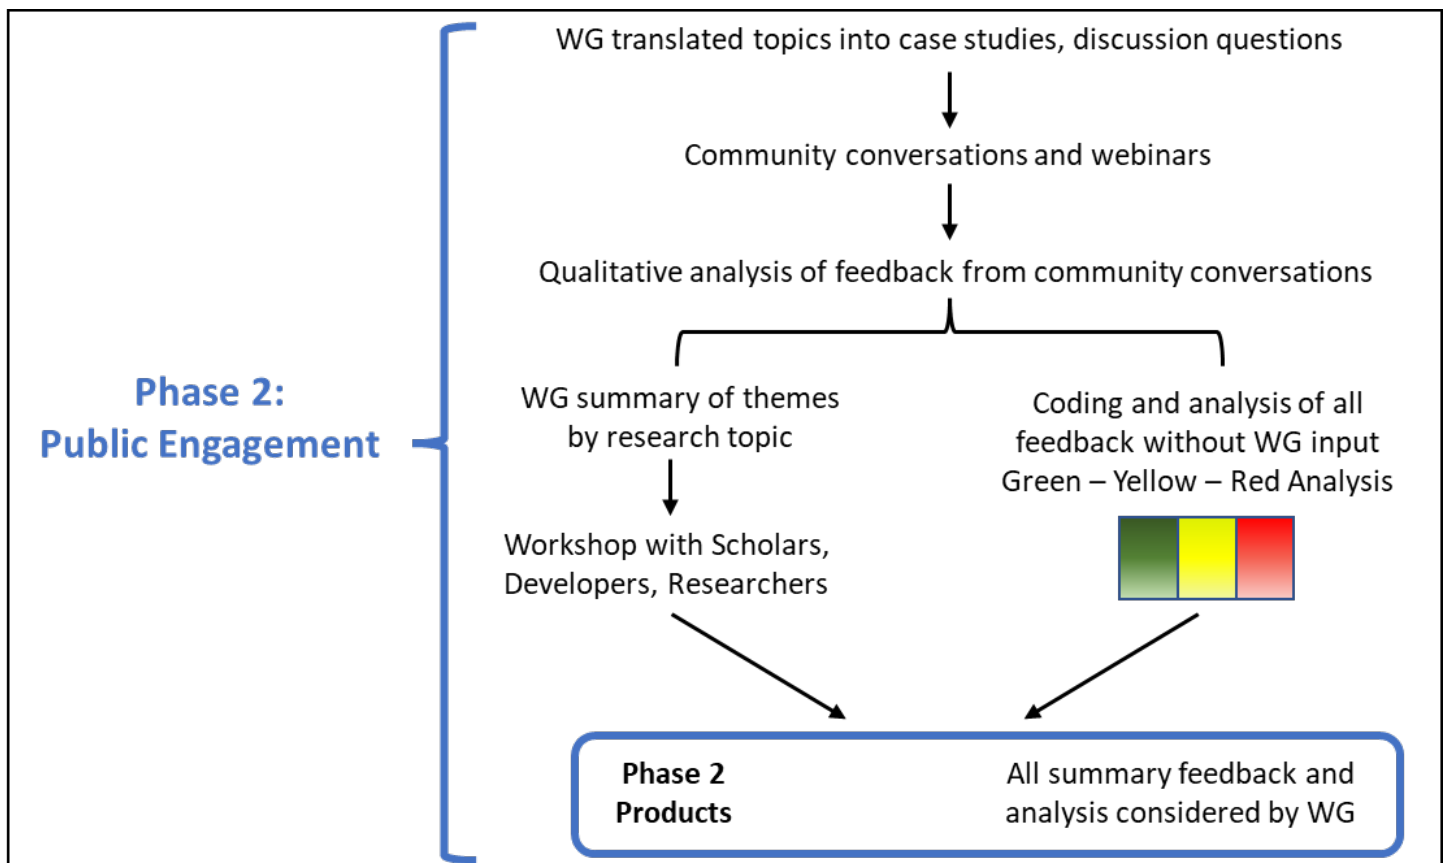 WG translated topics into case studies, discussion questions
Community conversations and webinars
Qualitative analysis of feedback from community conversations
Phase 2:
Public Engagement
WG summary of themes
by research topic
Coding and analysis of all
feedback without WG input
Green – Yellow – Red Analysis
Workshop with Scholars,
Developers, Researchers
Phase 2
Products
All summary feedback and
analysis considered by WG